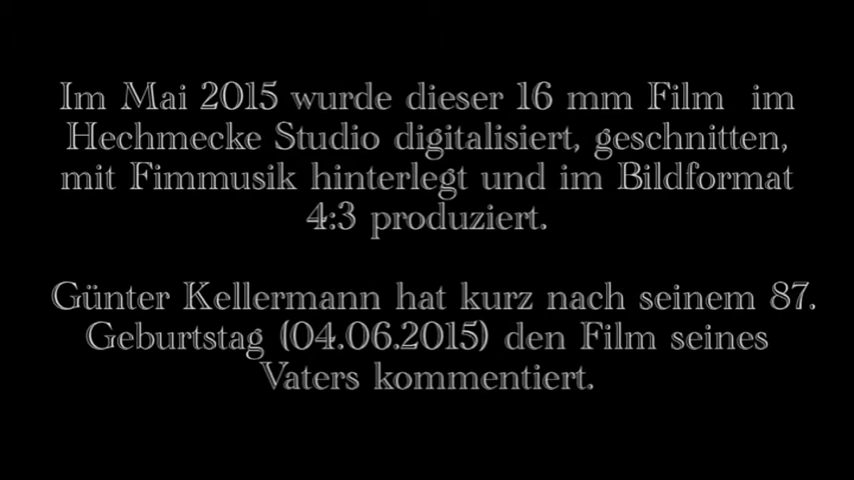 Im Mai 2015 wurde dieser 16 mm Film im
Hechmecke Studio digitalisiert, geschnitten,
mit Fimmusik hinterlegt und im Bildformat
4:3 produziert.
Günter Kellermann hat kurz nach seinem 87.
Geburtstag (04.06.2015) den Film seines
Vaters kommentiert.